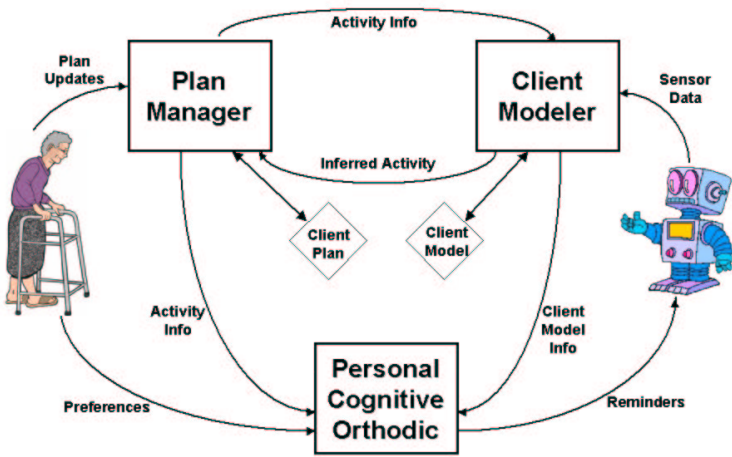 Activity Info
Plan
Updates
Plan
Manager
Client
Modeler
Sensor
Data
Inferred Activity
Client
Plan
Client
Model
Activity
Info
Client
Model
Info
Personal
Cognitive
Orthodic
Preferences
Reminders